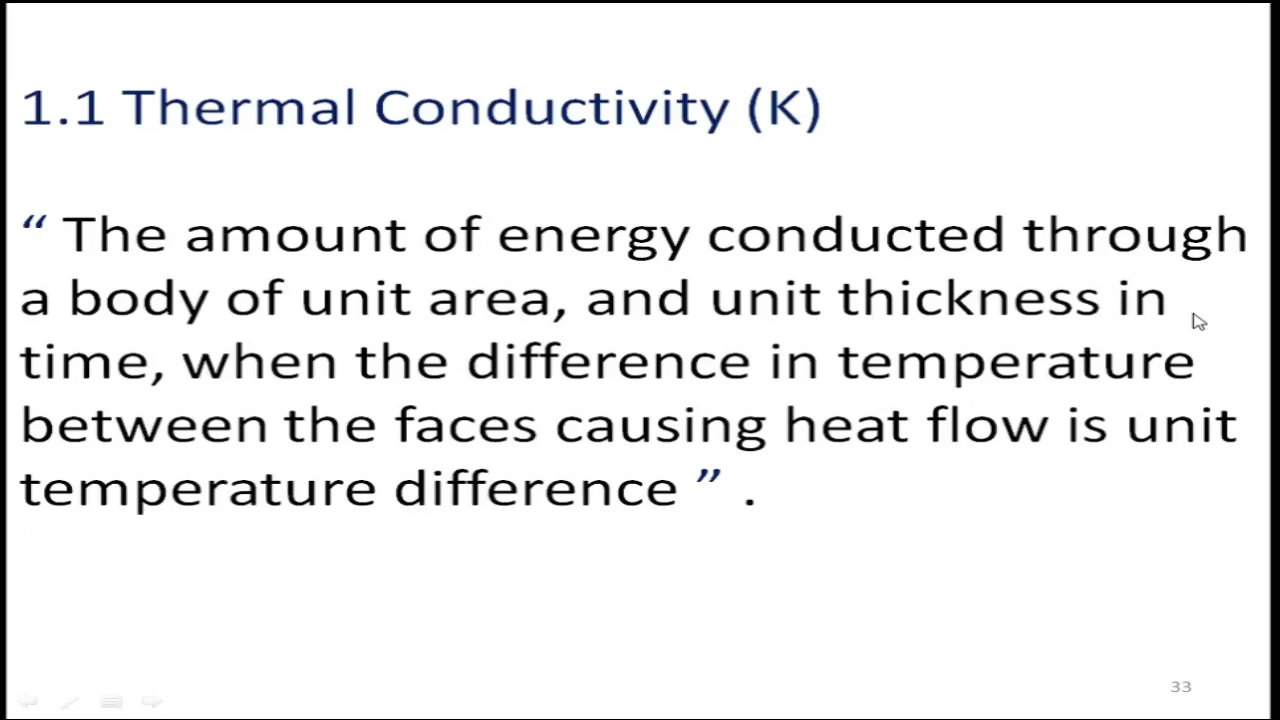 1.1 Thermal Conductivity (K)
“ The amount of energy conducted through
a body of unit area, and unit thickness in
time, when the difference in temperature
between the faces causing heat flow is unit
temperature difference ” .
33